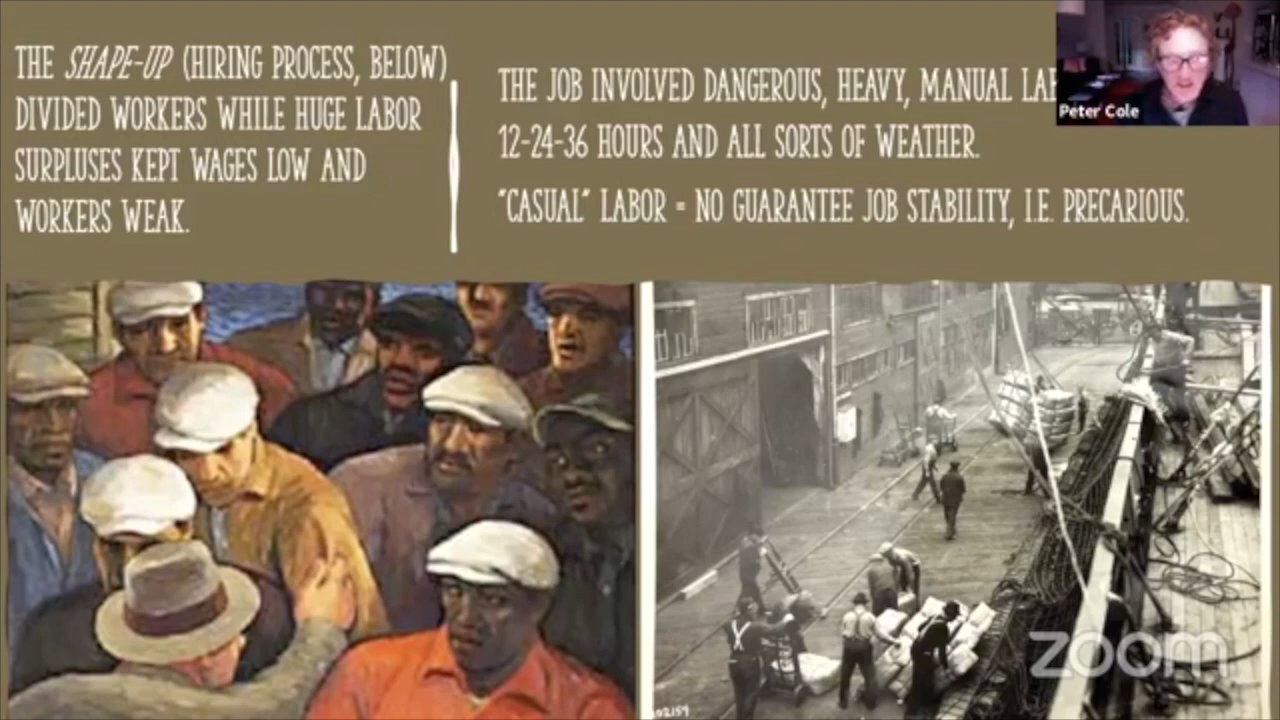 THE SHAPE-UP (HIRING PROCESS, BELOW)
DIVIDED WORKERS WHILE HUGE LABOR
SURPLUSES KEPT WAGES LOW AND
WORKERS WEAK.
THE JOB INVOLVED DANGEROUS, HEAVY, MANUAL
12-24-36 HOURS AND ALL SORTS OF WEATHER.
"CASUAL" LABOR = NO GUARANTEE JOB STABILITY, I.E. PRECARIOUS.
Peter Cole
zoom